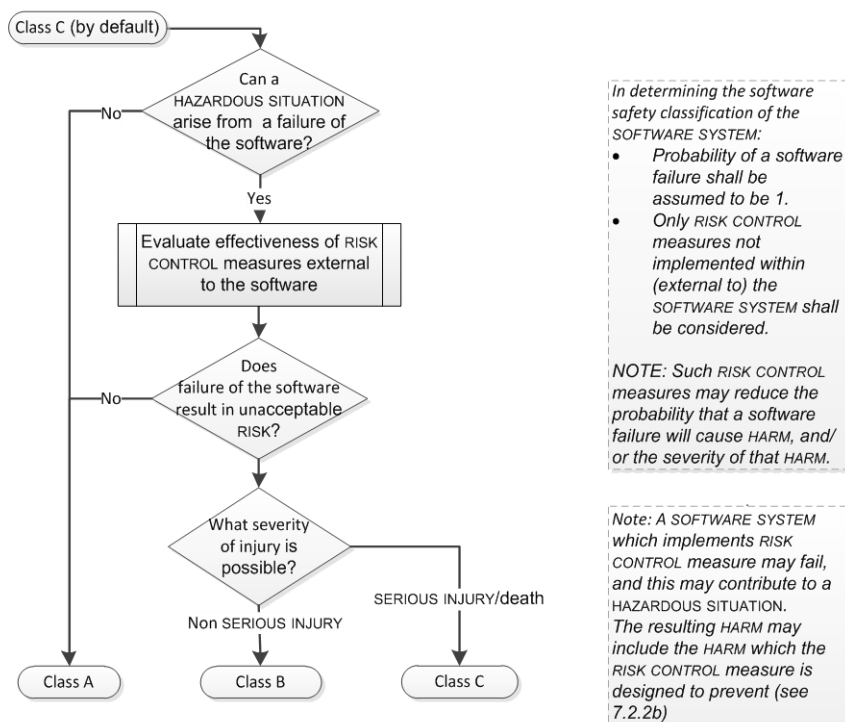 Class C (by default)
Can a
HAZARDOUS SITUATION
arise from a failure of
the software?
No
Yes
Evaluate effectiveness of RISK
CONTROL measures external
to the software
Does
failure of the software
result in unacceptable
RISK?
No
What severity
of injury is
possible?
SERIOUS INJURY/death
Non SERIOUS INJURY
Class A
Class B
Class C
In determining the software
safety classification of the
SOFTWARE SYSTEM:
• Probability of a software
failure shall be
assumed to be 1.
• Only RISK CONTROL
measures not
implemented within
(external to) the
SOFTWARE SYSTEM shall
be considered.
NOTE: Such RISK CONTROL
measures may reduce the
probability that a software
failure will cause HARM, and/
or the severity of that HARM.
Note: A SOFTWARE SYSTEM
which implements RISK
CONTROL measure may fail,
and this may contribute to a
HAZARDOUS SITUATION.
The resulting HARM may
include the HARM which the
RISK CONTROL measure is
designed to prevent (see
7.2.2b)